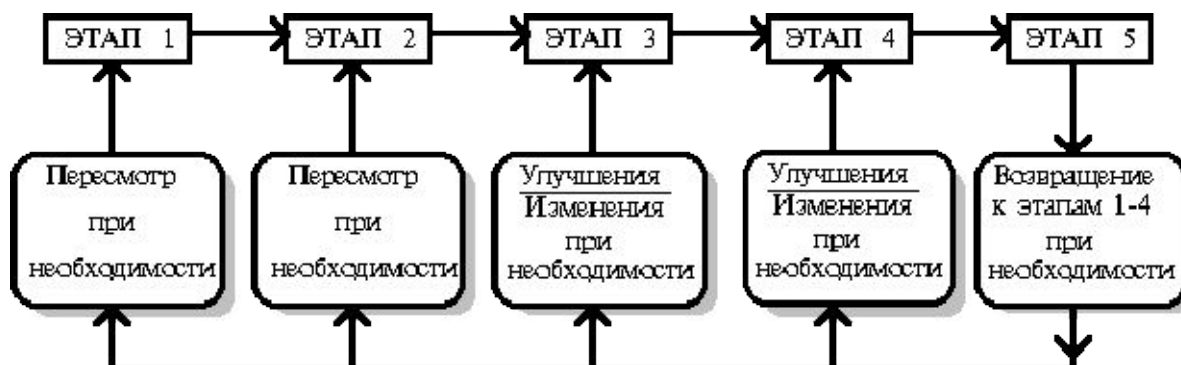 ЭТАП 1
ЭТАП 2
ЭТАП 3
ЭТАП 4
ЭТАП 5
Пересмотр
при
необходимости
Пересмотр
при
необходимости
Улучшения
Изменения
при
необходимости
Улучшения
Изменения
при
необходимости
Возвращение
к этапам 1-4
при
необходимости